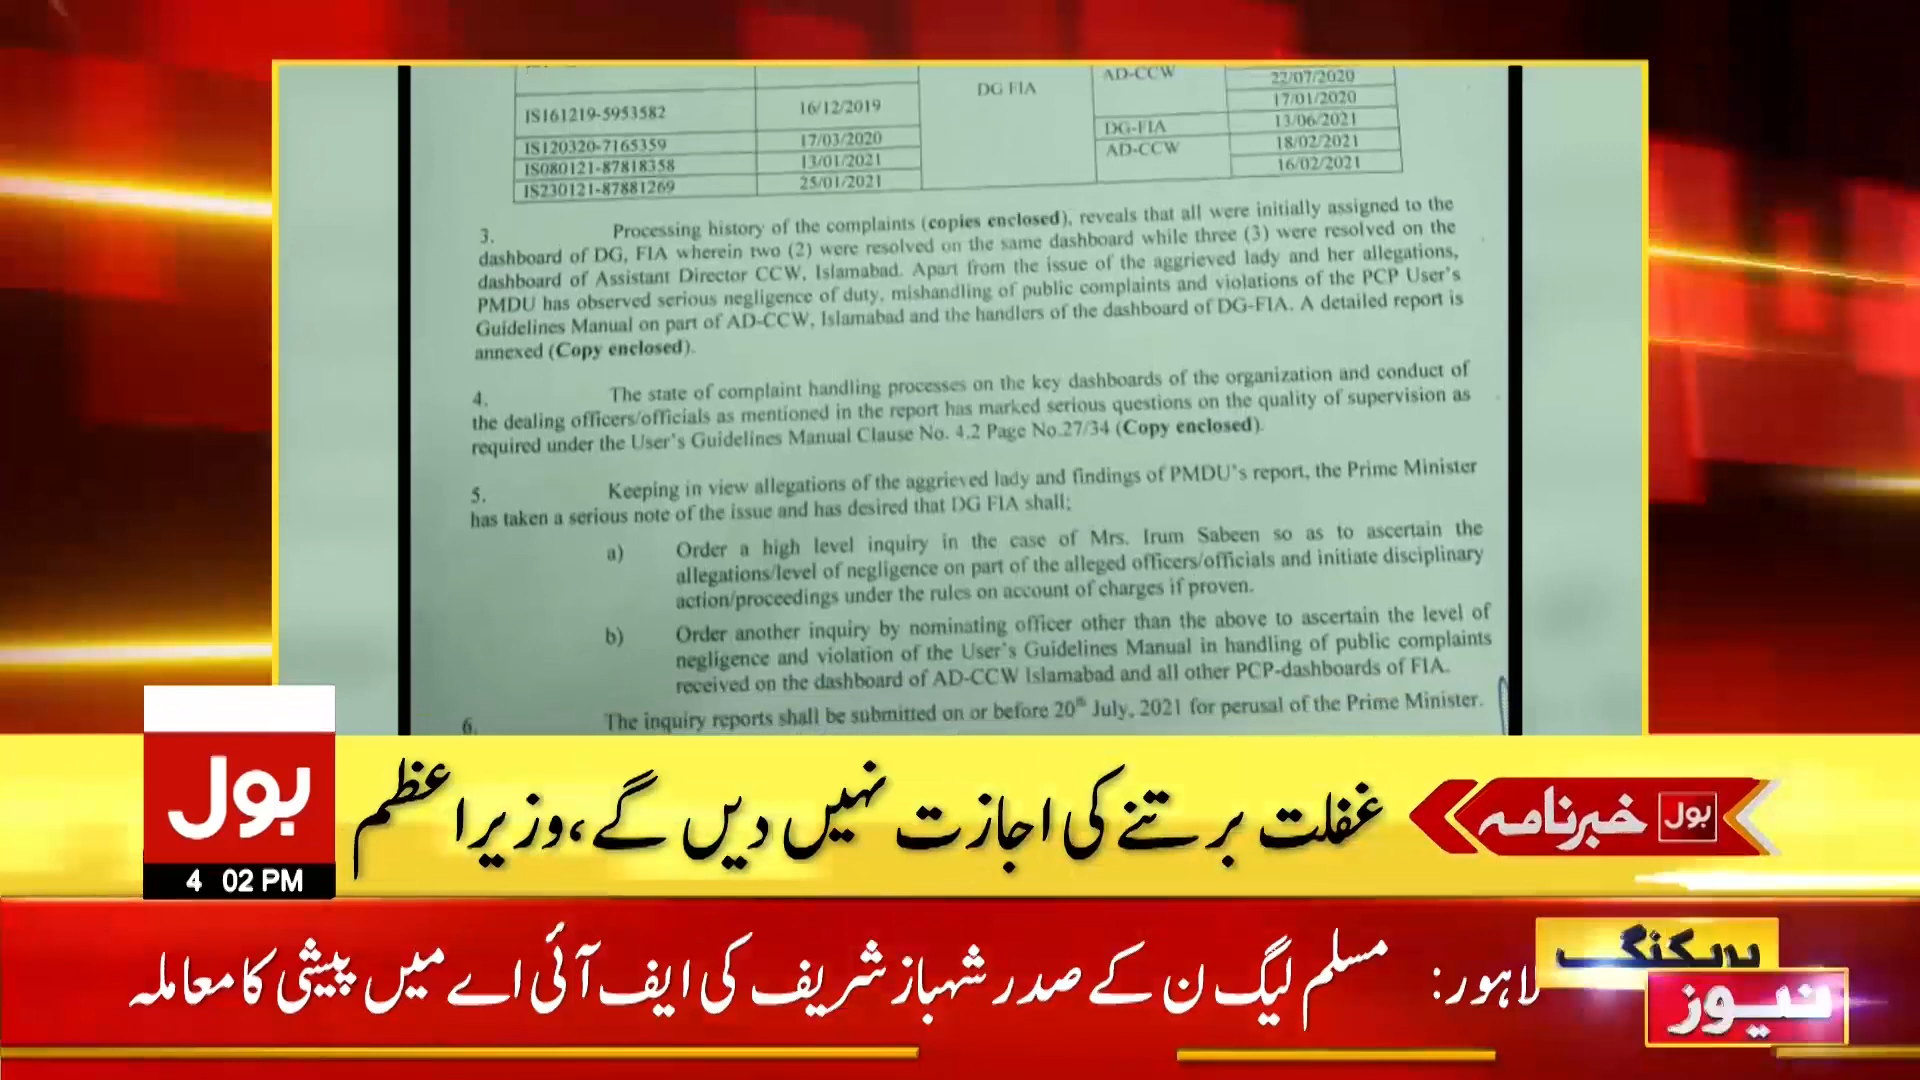 AD-CCW
22/07/2020
DG FIA
17/01/2020
IS161219-5953582
16/12/2019
DG-FIA
13/06/2021
IS120320-7165359
17/03/2020
AD-CCW
18/02/2021
IS080121-87818358
13/01/2021
16/02/2021
IS230121-87881269
25/01/2021
3. Processing history of the complaints (copies enclosed), reveals that all were initially assigned to the
dashboard of DG, FIA wherein two (2) were resolved on the same dashboard while three (3) were resolved on the
dashboard of Assistant Director CCW, Islamabad. Apart from the issue of the aggrieved lady and her allegations,
PMDU has observed serious negligence of duty, mishandling of public complaints and violations of the PCP User's
Guidelines Manual on part of AD-CCW, Islamabad and the handlers of the dashboard of DG-FIA. A detailed report is
annexed (Copy enclosed).
4. The state of complaint handling processes on the key dashboards of the organization and conduct of
the dealing officers/officials as mentioned in the report has marked serious questions on the quality of supervision as
required under the User's Guidelines Manual Clause No. 4.2 Page No.27/34 (Copy enclosed).
5. Keeping in view allegations of the aggrieved lady and findings of PMDU's report, the Prime Minister
has taken a serious note of the issue and has desired that DG FIA shall;
a) Order a high level inquiry in the case of Mrs. Irum Sabeen so as to ascertain the
allegations/level of negligence on part of the alleged officers/officials and initiate disciplinary
action/proceedings under the rules on account of charges if proven.
b) Order another inquiry by nominating officer other than the above to ascertain the level of
negligence and violation of the User's Guidelines Manual in handling of public complaints
received on the dashboard of AD-CCW Islamabad and all other PCP-dashboards of FIA.
6. The inquiry reports shall be submitted on or before 20th July, 2021 for perusal of the Prime Minister.
بول خبرنامہ
غفلت برتنے کی اجازت نہیں دیں گے، وزیراعظم
بول
4 02 PM
بریکنگ
نیوز
لاہور: مسلم لیگ ن کے صدر شہباز شریف کی ایف آئی اے میں پیشی کا معاملہ